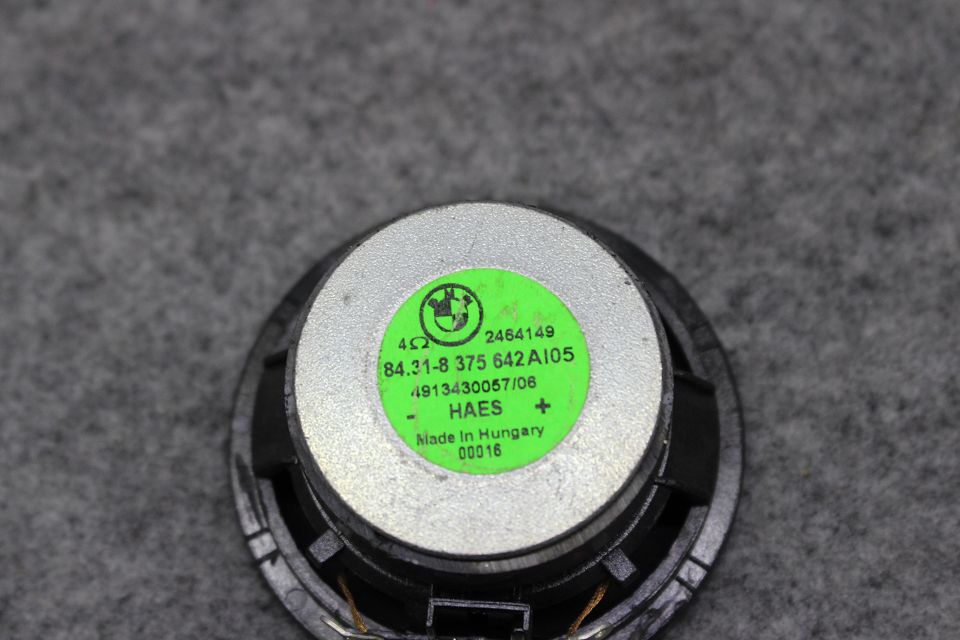 4Ω 2464149
84.31-8 375 642 AI05
4913430057/06
- HAES +
Made In Hungary
00016